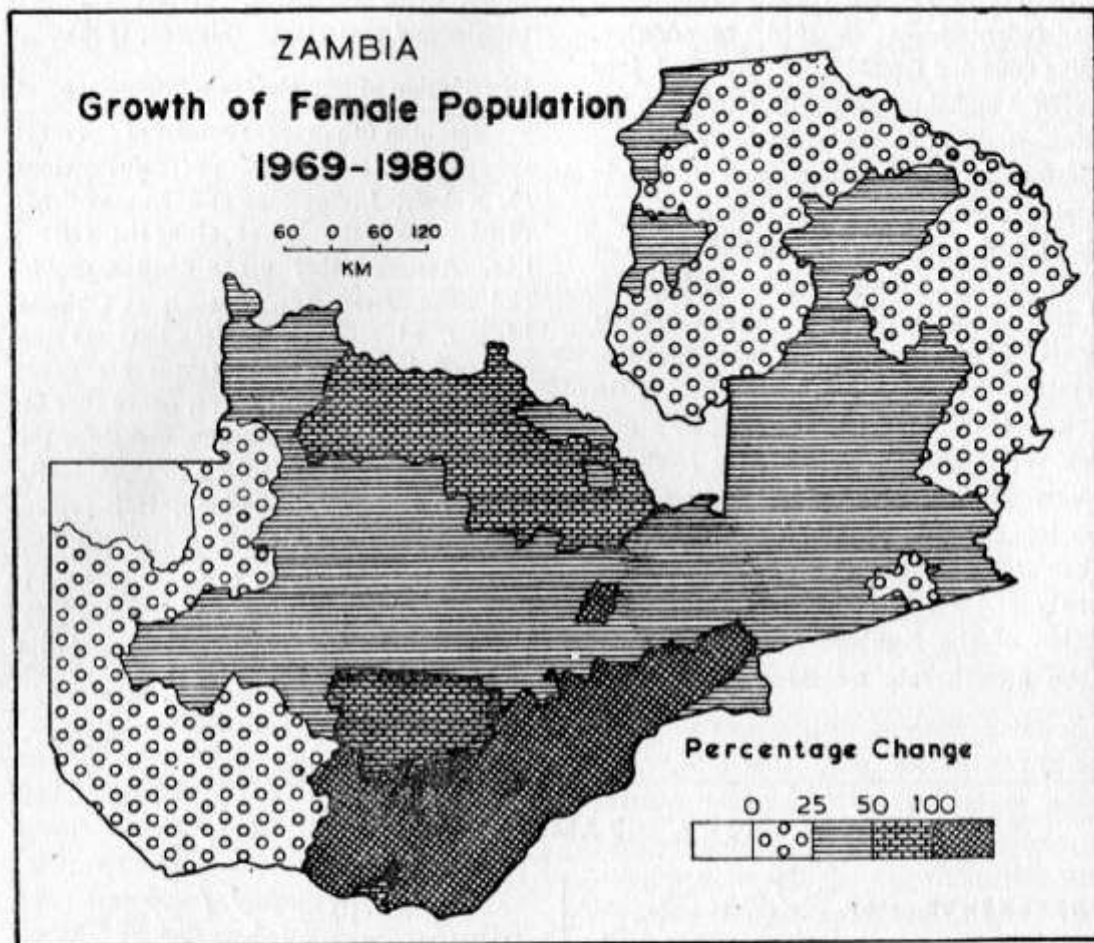 ZAMBIA
Growth of Female Population
1969-1980
60 0 60 120
KM
Percentage Change
0 25 50 100